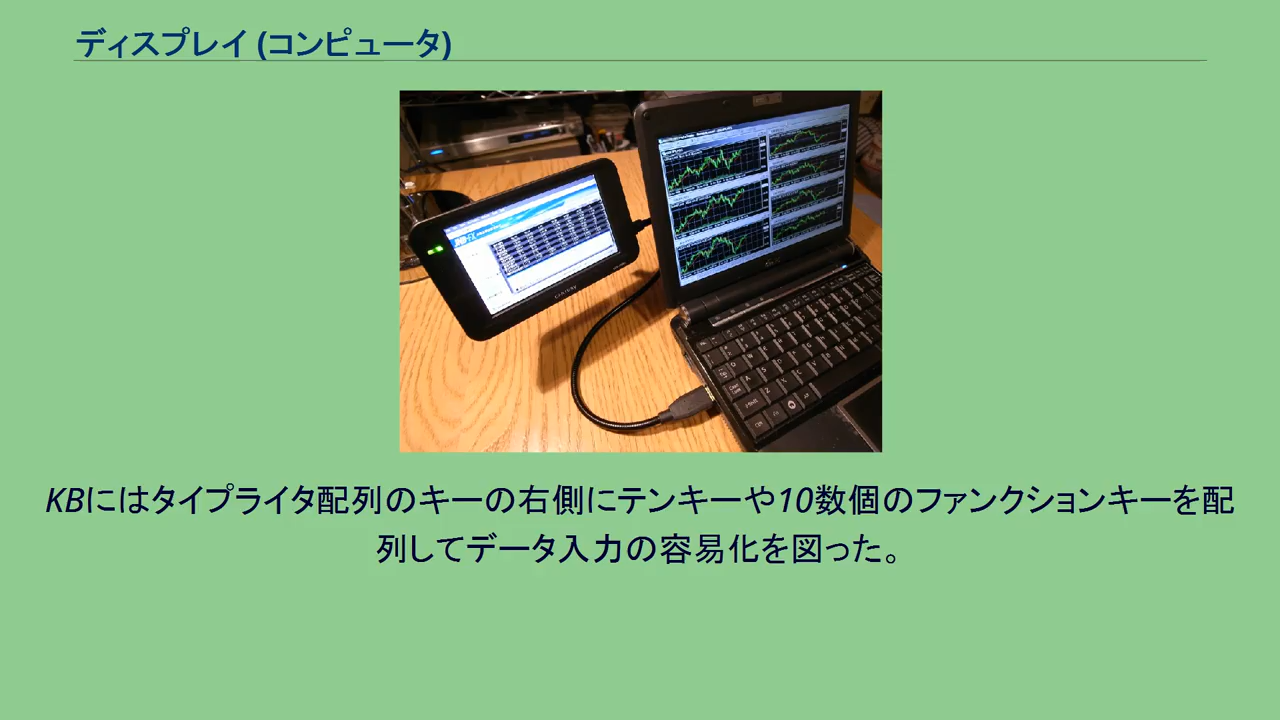 ディスプレイ (コンピュータ)
KBにはタイプライタ配列のキーの右側にテンキーや10数個のファンクションキーを配
列してデータ入力の容易化を図った。